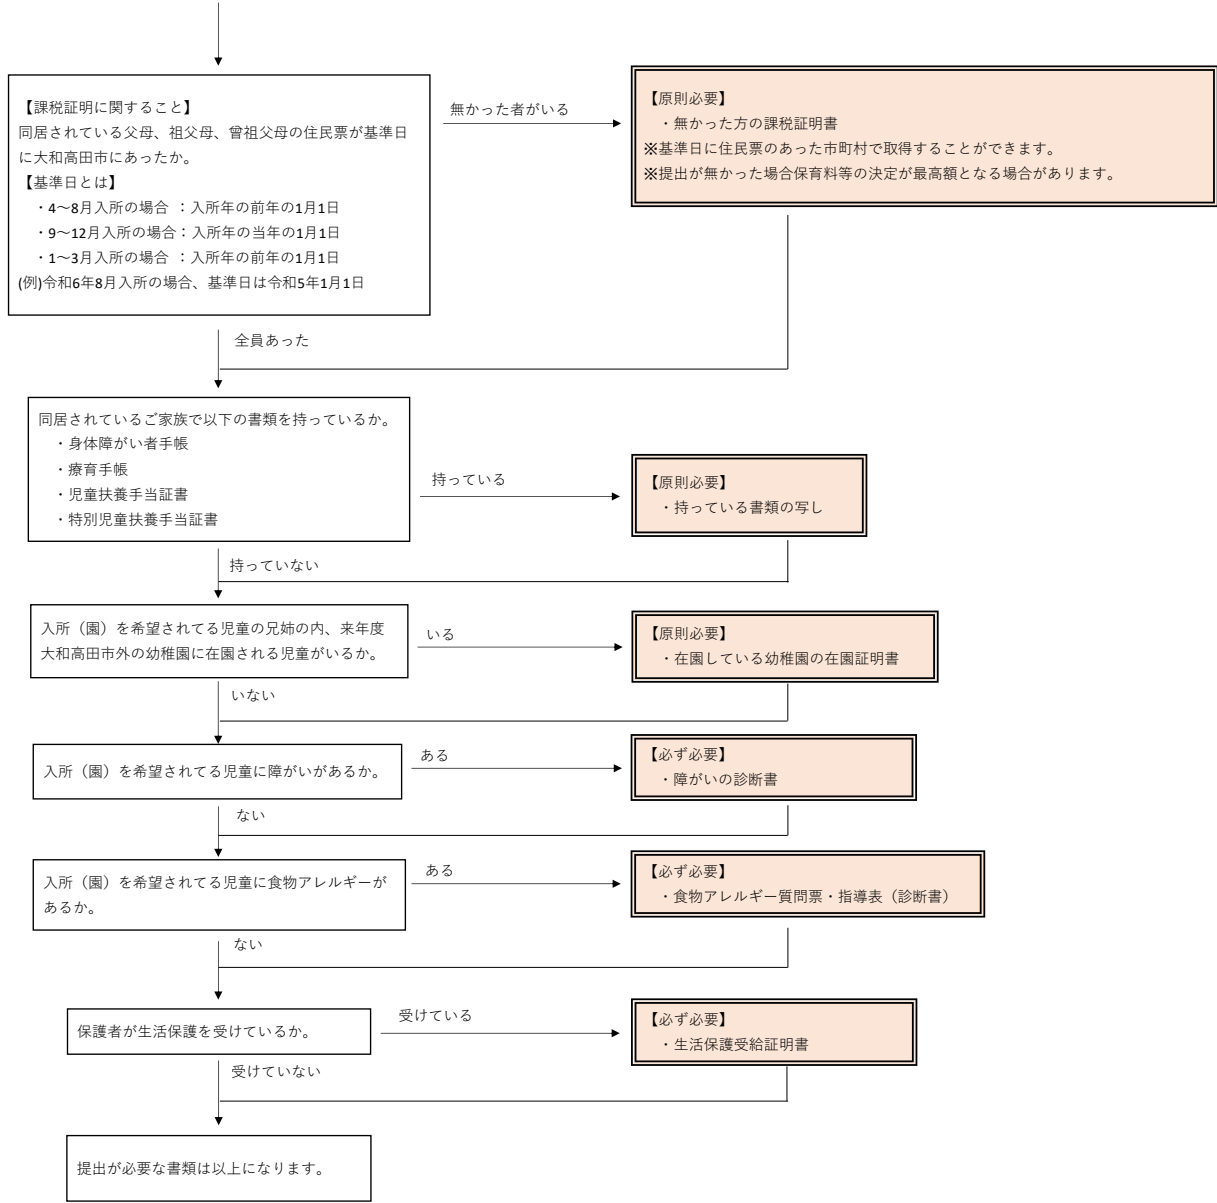 【課税証明に関すること】
同居されている父母、祖父母、曾祖父母の住民票が基準日
に大和高田市にあったか。
【基準日とは】
・4〜8月入所の場合 ：入所年の前年の1月1日
・9〜12月入所の場合：入所年の当年の1月1日
・1〜3月入所の場合 ：入所年の前年の1月1日
(例)令和6年8月入所の場合、基準日は令和5年1月1日
無かった者がいる
【原則必要】
・無かった方の課税証明書
※基準日に住民票のあった市町村で取得することができます。
※提出が無かった場合保育料等の決定が最高額となる場合があります。
全員あった
同居されているご家族で以下の書類を持っているか。
・身体障がい者手帳
・療育手帳
・児童扶養手当証書
・特別児童扶養手当証書
持っている
【原則必要】
・持っている書類の写し
持っていない
入所（園）を希望されてる児童の兄姉の内、来年度
大和高田市外の幼稚園に在園される児童がいるか。
いる
【原則必要】
・在園している幼稚園の在園証明書
いない
入所（園）を希望されてる児童に障がいがあるか。
ある
【必ず必要】
・障がいの診断書
ない
入所（園）を希望されてる児童に食物アレルギーが
あるか。
ある
【必ず必要】
・食物アレルギー質問票・指導表（診断書）
ない
保護者が生活保護を受けているか。
受けている
【必ず必要】
・生活保護受給証明書
受けていない
提出が必要な書類は以上になります。